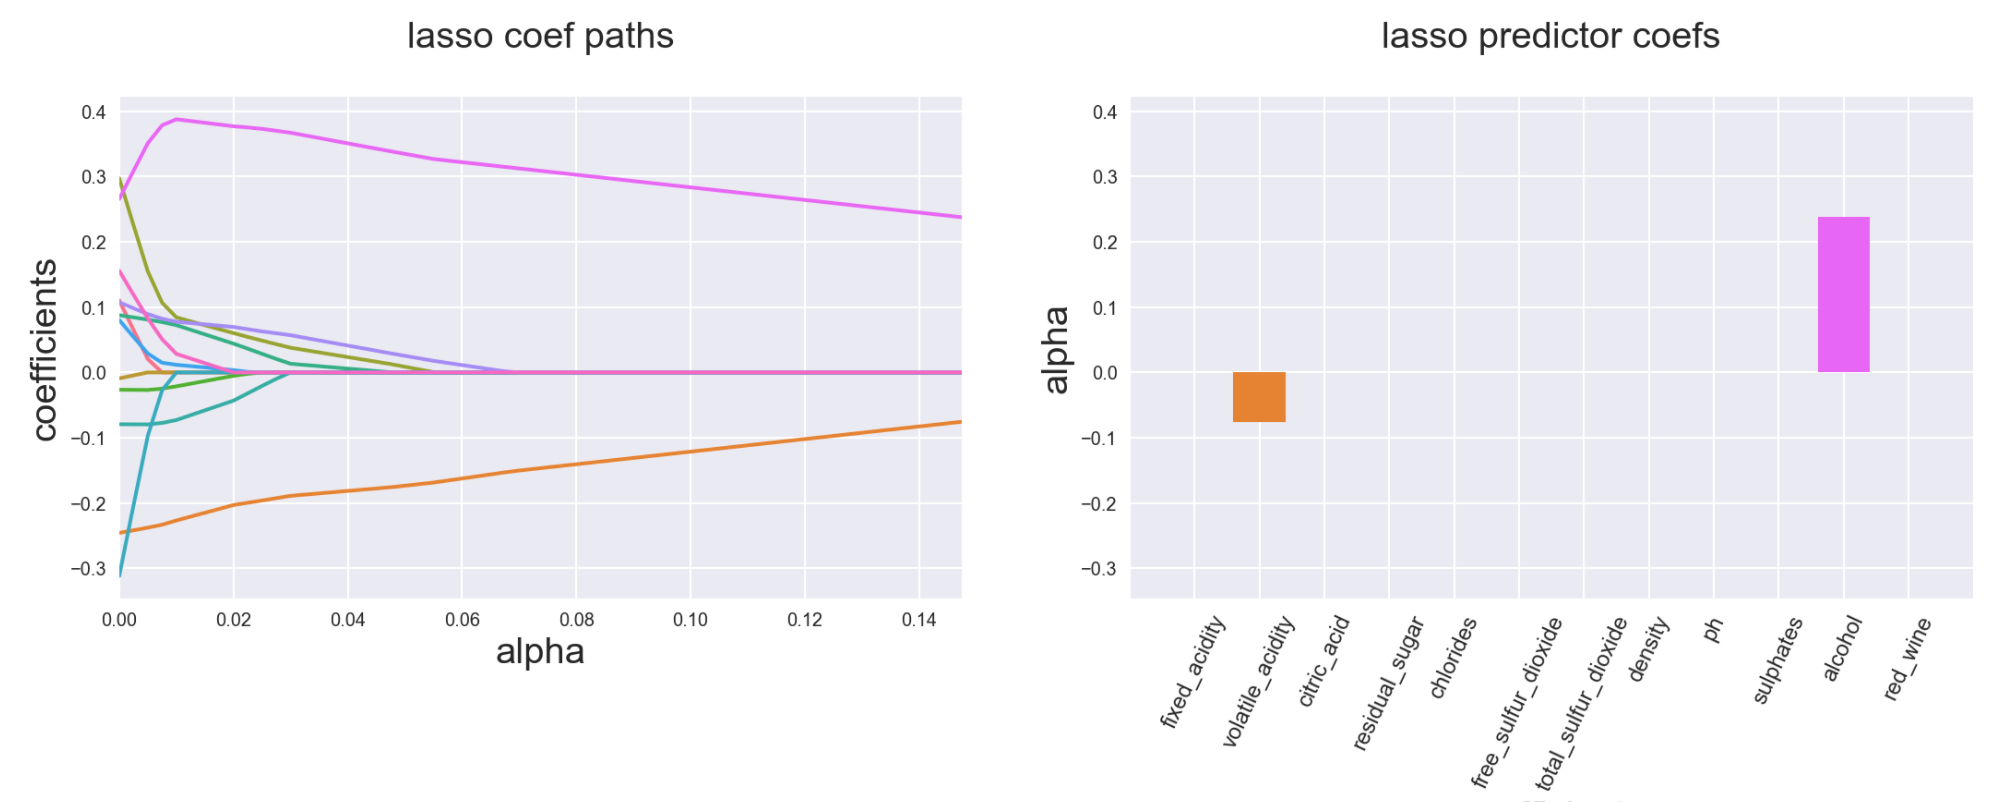 lasso coef paths
0.4
0.3
0.2
0.1
0.0
−0.1
−0.2
−0.3
coefficients
0.00 0.02 0.04 0.06 0.08 0.10 0.12 0.14
alpha
lasso predictor coefs
0.4
0.3
0.2
0.1
0.0
−0.1
−0.2
−0.3
alpha
fixed_acidity
volatile_acidity
citric_acid
residual_sugar
chlorides
free_sulfur_dioxide
total_sulfur_dioxide
density
ph
sulphates
alcohol
red_wine